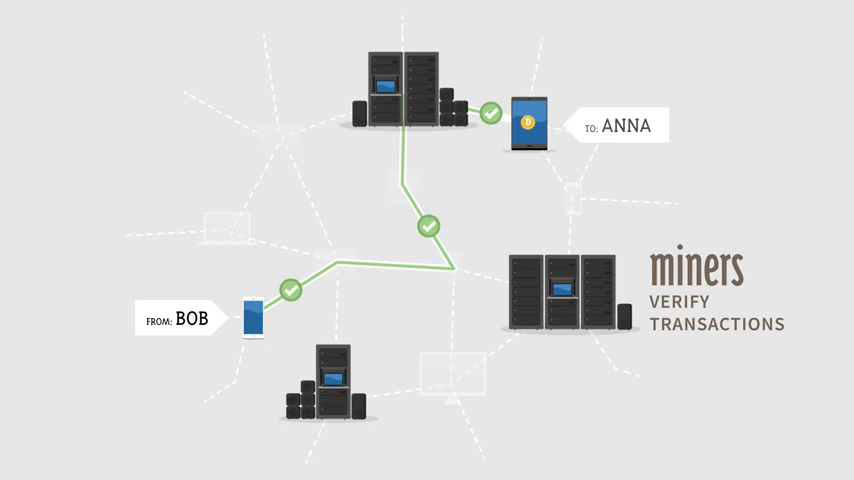 TO: ANNA
miners
VERIFY
TRANSACTIONS
FROM: BOB